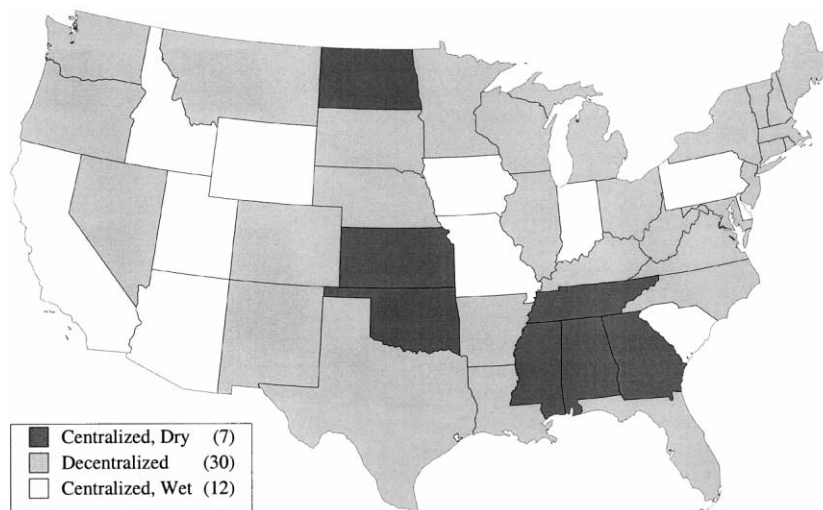 Centralized, Dry (7)
Decentralized (30)
Centralized, Wet (12)